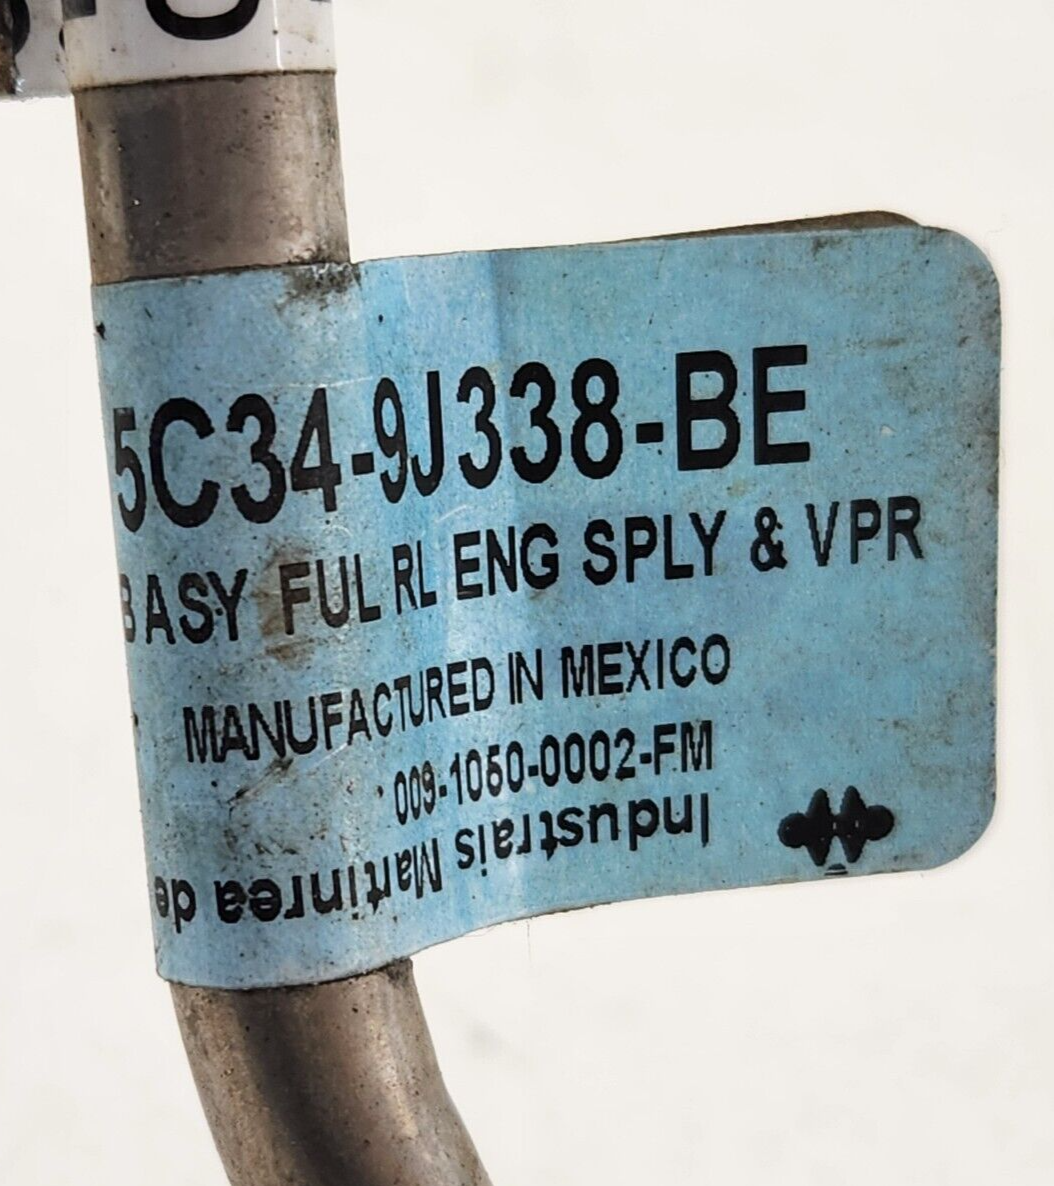 5C34-9J338-BE
B ASY FUL RL ENG SPLY & VPR
MANUFACTURED IN MEXICO
009-1050-0002-FM
Industrais Martinrea de